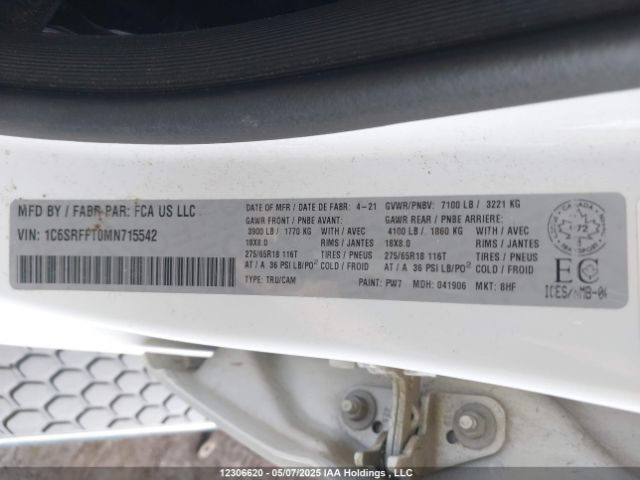 MFD BY / FABR PAR: FCA US LLC
VIN: 1C6SRFFT0MN715542
DATE OF MFR / DATE DE FABR: 4-21 GVWR/PNBV: 7100 LB / 3221 KG
GAWR FRONT / PNBE AVANT: GAWR REAR / PNBE ARRIERE:
3900 LB / 1770 KG WITH / AVEC 4100 LB / 1860 KG WITH / AVEC
18X8.0 RIMS / JANTES 18X8.0 RIMS / JANTES
275/65R18 116T TIRES / PNEUS 275/65R18 116T TIRES / PNEUS
AT / A 36 PSI LB/PO² COLD / FROID AT / A 36 PSI LB/PO² COLD / FROID
TYPE: TRU/CAM PAINT: PW7 MDH: 041906 MKT: 8HF
CANADA
72
EC
ICES/NMB-
12306620 - 05/07/2025 IAA Holdings , LLC